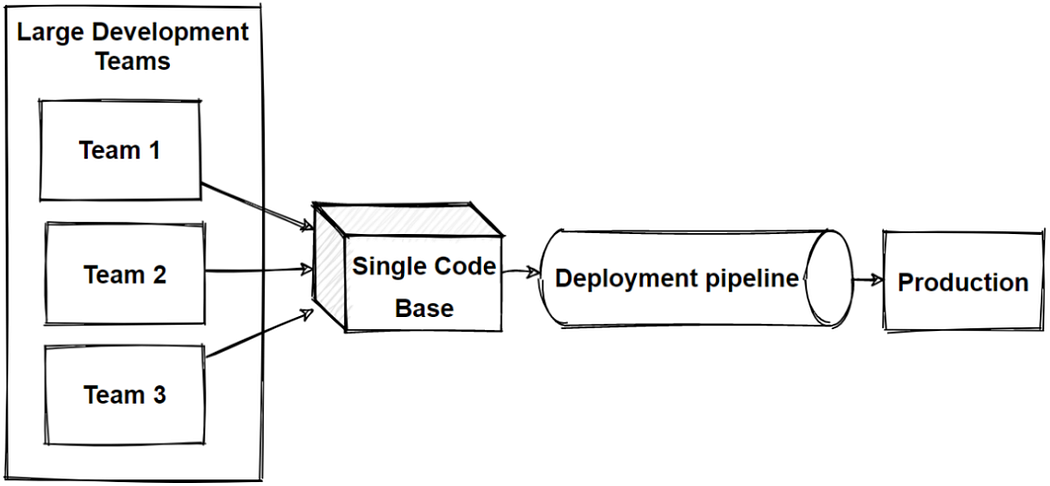 Large Development
Teams
Team 1
Team 2
Team 3
Single Code
Base
Deployment pipeline
Production